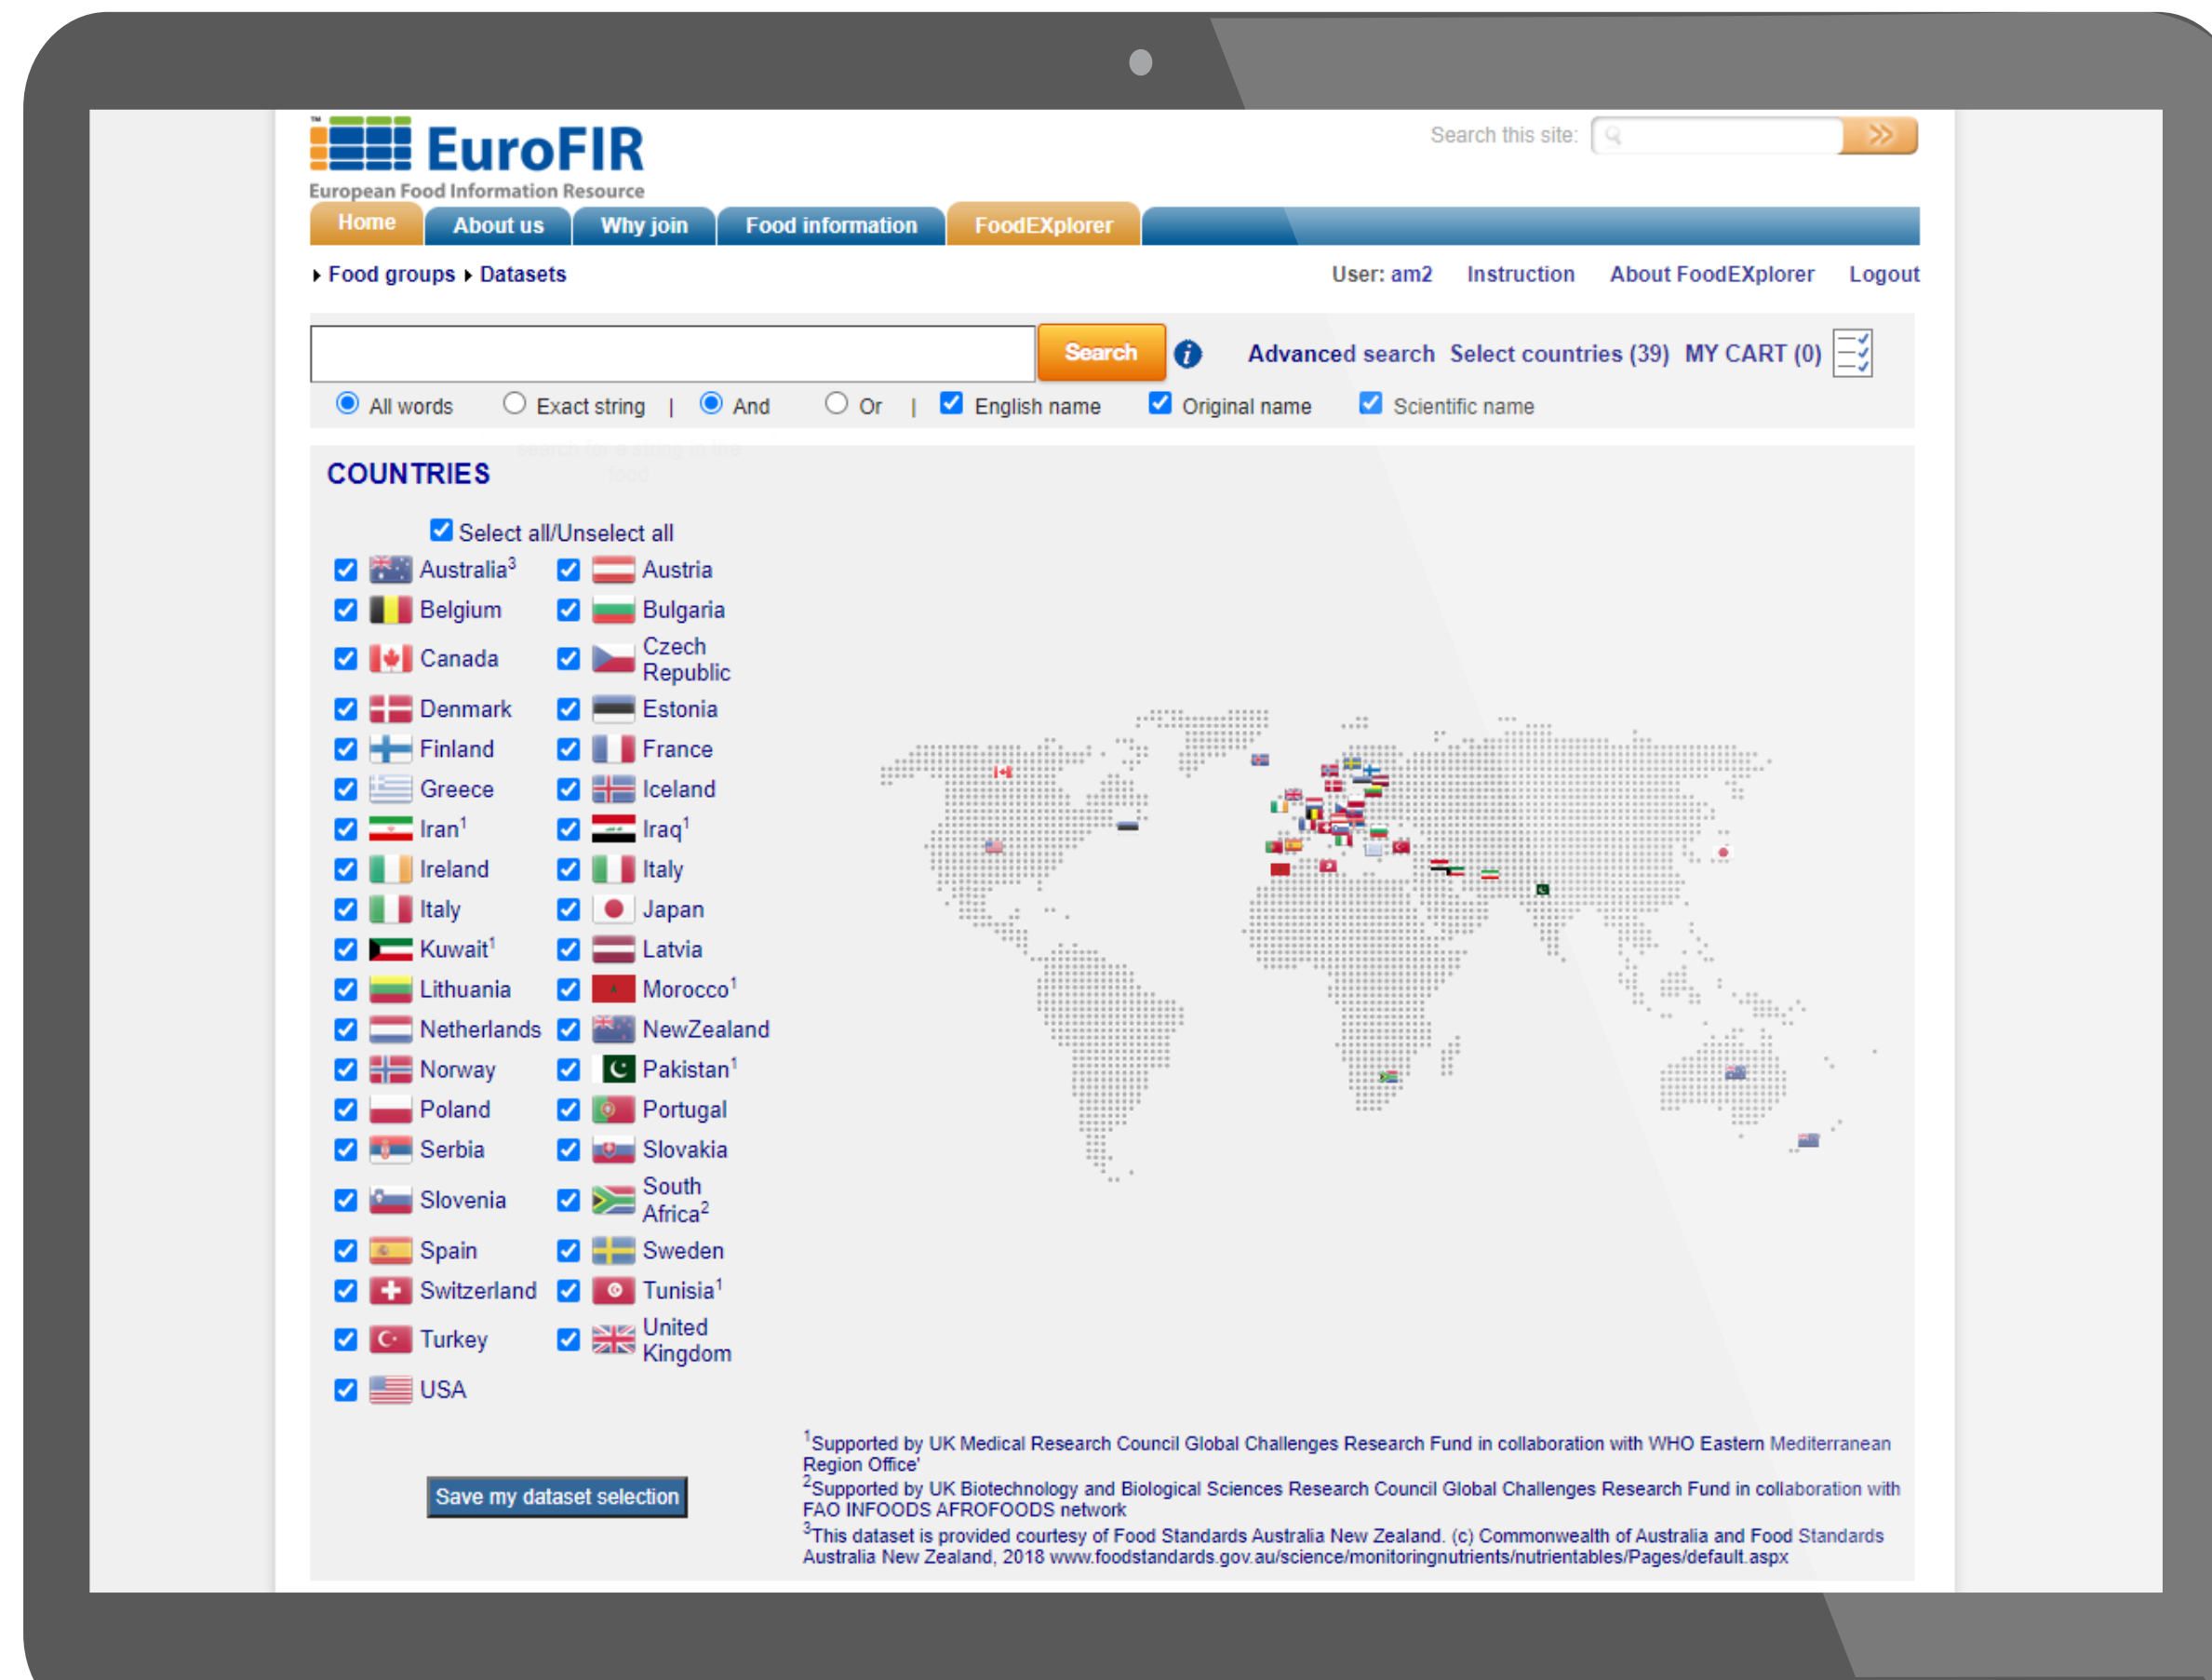 TM
EuroFIR
European Food Information Resource
Search this site:
Home About us Why join Food information FoodEXplorer
Food groups Datasets User: am2 Instruction About FoodEXplorer Logout
Search i Advanced search Select countries (39) MY CART (0)
All words Exact string | And Or | English name Original name Scientific name
search for a string in the
food
COUNTRIES
Select all/Unselect all
Australia3 Austria
Belgium Bulgaria
Canada Czech
Republic
Denmark Estonia
Finland France
Greece Iceland
Iran1 Iraq1
Ireland Italy
Italy Japan
Kuwait1 Latvia
Lithuania Morocco1
Netherlands NewZealand
Norway Pakistan1
Poland Portugal
Serbia Slovakia
Slovenia South
Africa2
Spain Sweden
Switzerland Tunisia1
Turkey United
Kingdom
USA
Save my dataset selection
1Supported by UK Medical Research Council Global Challenges Research Fund in collaboration with WHO Eastern Mediterranean
Region Office'
2Supported by UK Biotechnology and Biological Sciences Research Council Global Challenges Research Fund in collaboration with
FAO INFOODS AFROFOODS network
3This dataset is provided courtesy of Food Standards Australia New Zealand. (c) Commonwealth of Australia and Food Standards
Australia New Zealand, 2018 www.foodstandards.gov.au/science/monitoringnutrients/nutrientables/Pages/default.aspx